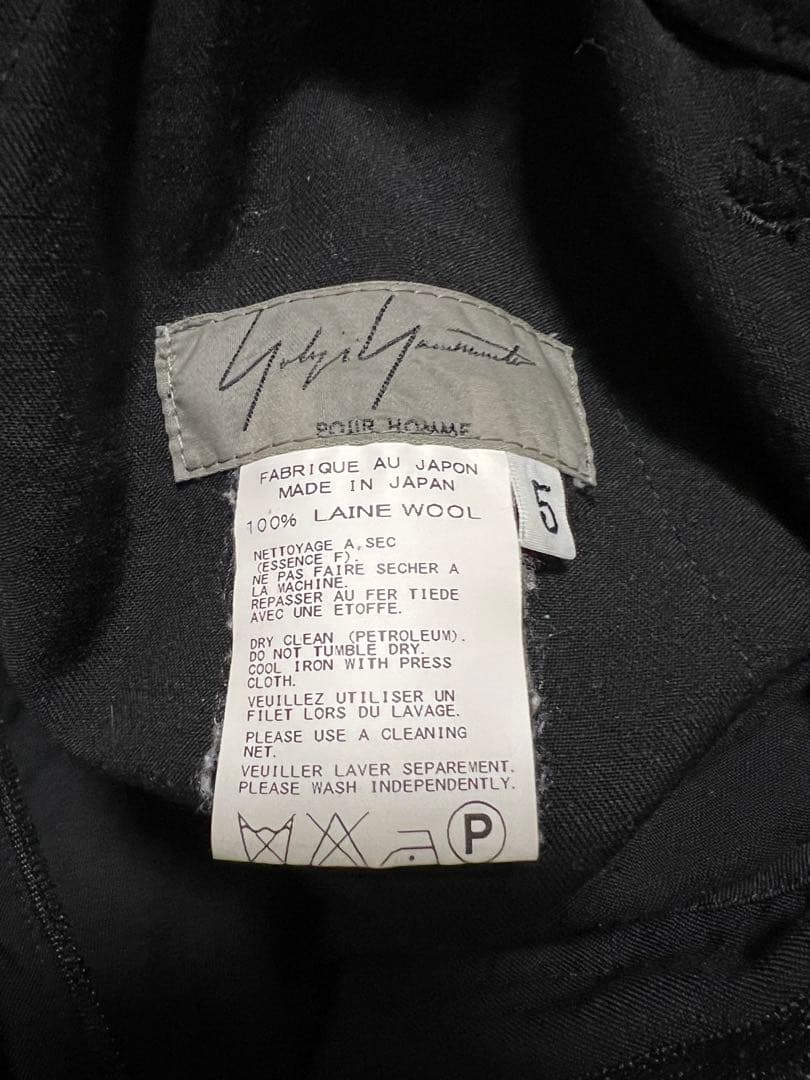 Yohji Yamamoto
POUR HOMME
FABRIQUE AU JAPON
MADE IN JAPAN
5
100% LAINE WOOL
NETTOYAGE A.SEC
(ESSENCE F).
NE PAS FAIRE SECHER A
LA MACHINE.
REPASSER AU FER TIEDE
AVEC UNE ETOFFE.
DRY CLEAN (PETROLEUM).
DO NOT TUMBLE DRY.
COOL IRON WITH PRESS
CLOTH.
VEUILLEZ UTILISER UN
FILET LORS DU LAVAGE.
PLEASE USE A CLEANING
NET.
VEUILLER LAVER SEPAREMENT.
PLEASE WASH INDEPENDENTLY.
P